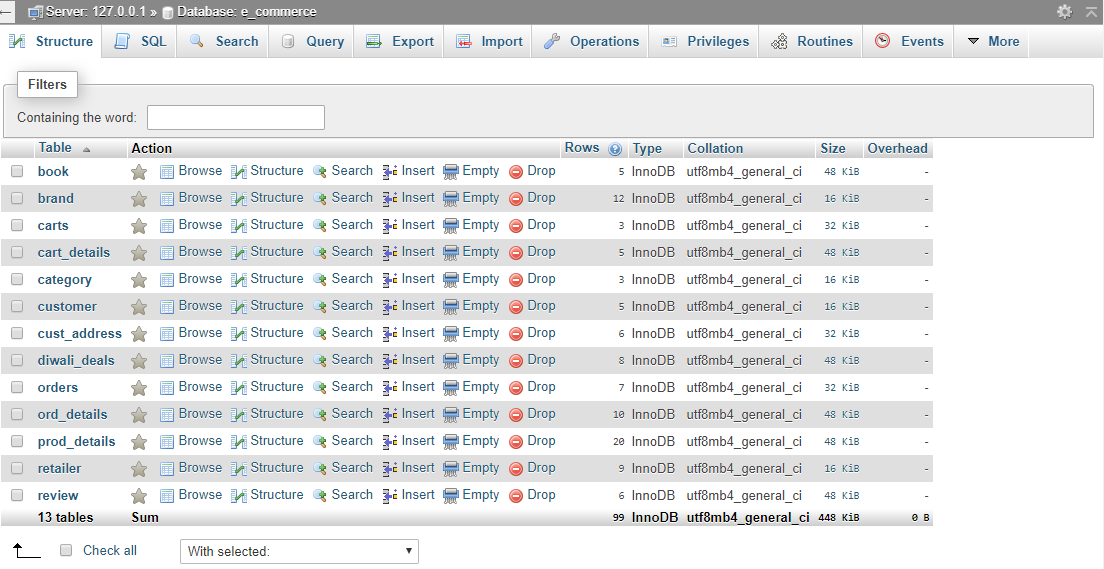 Server: 127.0.0.1 » Database: e_commerce
Structure SQL Search Query Export Import Operations Privileges Routines Events More
Filters
Containing the word:
Table Action Rows Type Collation Size Overhead
book Browse Structure Search Insert Empty Drop 5 InnoDB utf8mb4_general_ci 48 KiB -
brand Browse Structure Search Insert Empty Drop 12 InnoDB utf8mb4_general_ci 16 KiB -
carts Browse Structure Search Insert Empty Drop 3 InnoDB utf8mb4_general_ci 32 KiB -
cart_details Browse Structure Search Insert Empty Drop 5 InnoDB utf8mb4_general_ci 48 KiB -
category Browse Structure Search Insert Empty Drop 3 InnoDB utf8mb4_general_ci 16 KiB -
customer Browse Structure Search Insert Empty Drop 5 InnoDB utf8mb4_general_ci 16 KiB -
cust_address Browse Structure Search Insert Empty Drop 6 InnoDB utf8mb4_general_ci 32 KiB -
diwali_deals Browse Structure Search Insert Empty Drop 8 InnoDB utf8mb4_general_ci 48 KiB -
orders Browse Structure Search Insert Empty Drop 7 InnoDB utf8mb4_general_ci 32 KiB -
ord_details Browse Structure Search Insert Empty Drop 10 InnoDB utf8mb4_general_ci 48 KiB -
prod_details Browse Structure Search Insert Empty Drop 20 InnoDB utf8mb4_general_ci 48 KiB -
retailer Browse Structure Search Insert Empty Drop 9 InnoDB utf8mb4_general_ci 16 KiB -
review Browse Structure Search Insert Empty Drop 6 InnoDB utf8mb4_general_ci 48 KiB -
13 tables Sum 99 InnoDB utf8mb4_general_ci 448 KiB 0 B
Check all With selected: